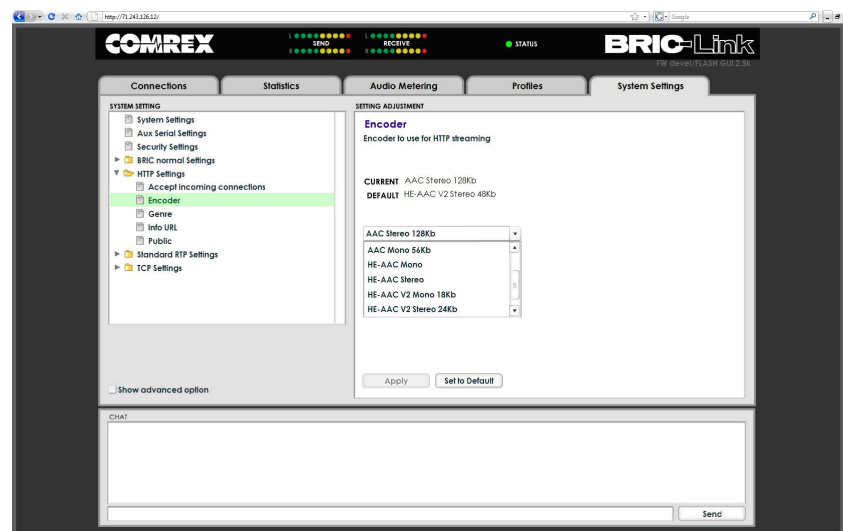 http://71.243.126.12/
Google
COMREX
L
R
SEND
L
R
RECEIVE
STATUS
BRIC-Link
FW devel/FLASH GUI 2.5k
Connections
Statistics
Audio Metering
Profiles
System Settings
SYSTEM SETTING
System Settings
Aux Serial Settings
Security Settings
BRIC normal Settings
HTTP Settings
Accept incoming connections
Encoder
Genre
Info URL
Public
Standard RTP Settings
TCP Settings
Show advanced option
SETTING ADJUSTMENT
Encoder
Encoder to use for HTTP streaming
CURRENT AAC Stereo 128Kb
DEFAULT HE-AAC V2 Stereo 48Kb
AAC Stereo 128Kb
AAC Mono 56Kb
HE-AAC Mono
HE-AAC Stereo
HE-AAC V2 Mono 18Kb
HE-AAC V2 Stereo 24Kb
Apply
Set to Default
CHAT
Send